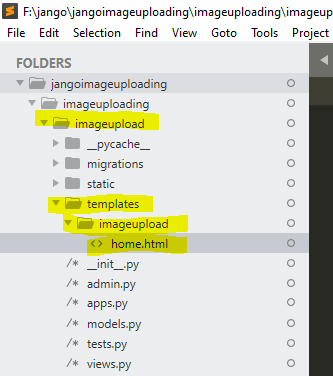 F:\jango\jangoimageuploading\imageuploading\imageup
File Edit Selection Find View Goto Tools Project
FOLDERS
jangoimageuploading
imageuploading
imageupload
__pycache__
migrations
static
templates
imageupload
<> home.html
/* __init__.py
/* admin.py
/* apps.py
/* models.py
/* tests.py
/* views.py